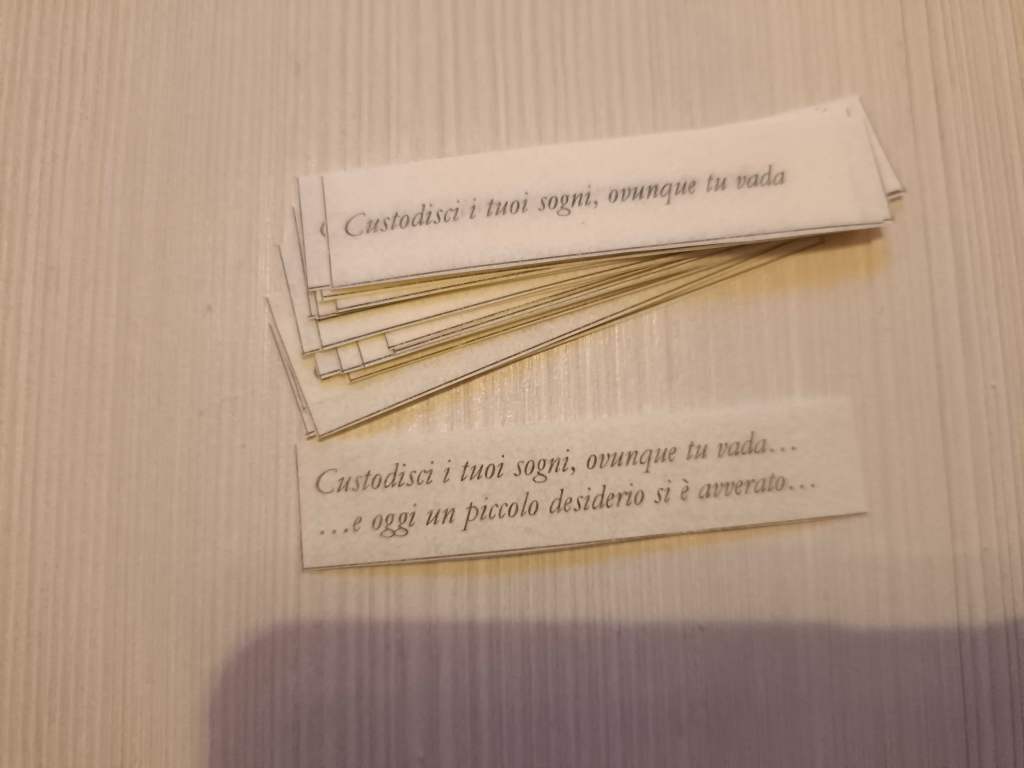 Custodisci i tuoi sogni, ovunque tu vada
Custodisci i tuoi sogni, ovunque tu vada...
...e oggi un piccolo desiderio si è avverato...